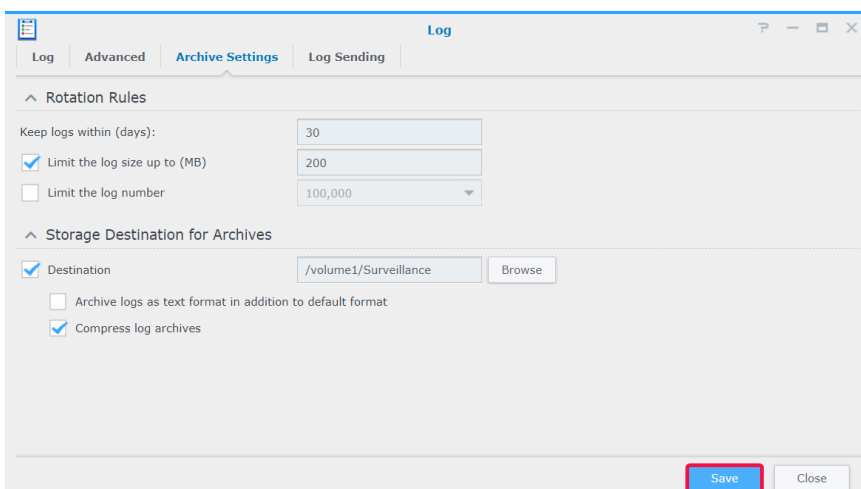 Log
Log Advanced Archive Settings Log Sending
Rotation Rules
Keep logs within (days): 30
Limit the log size up to (MB) 200
Limit the log number 100,000
Storage Destination for Archives
Destination /volume1/Surveillance Browse
Archive logs as text format in addition to default format
Compress log archives
Save Close